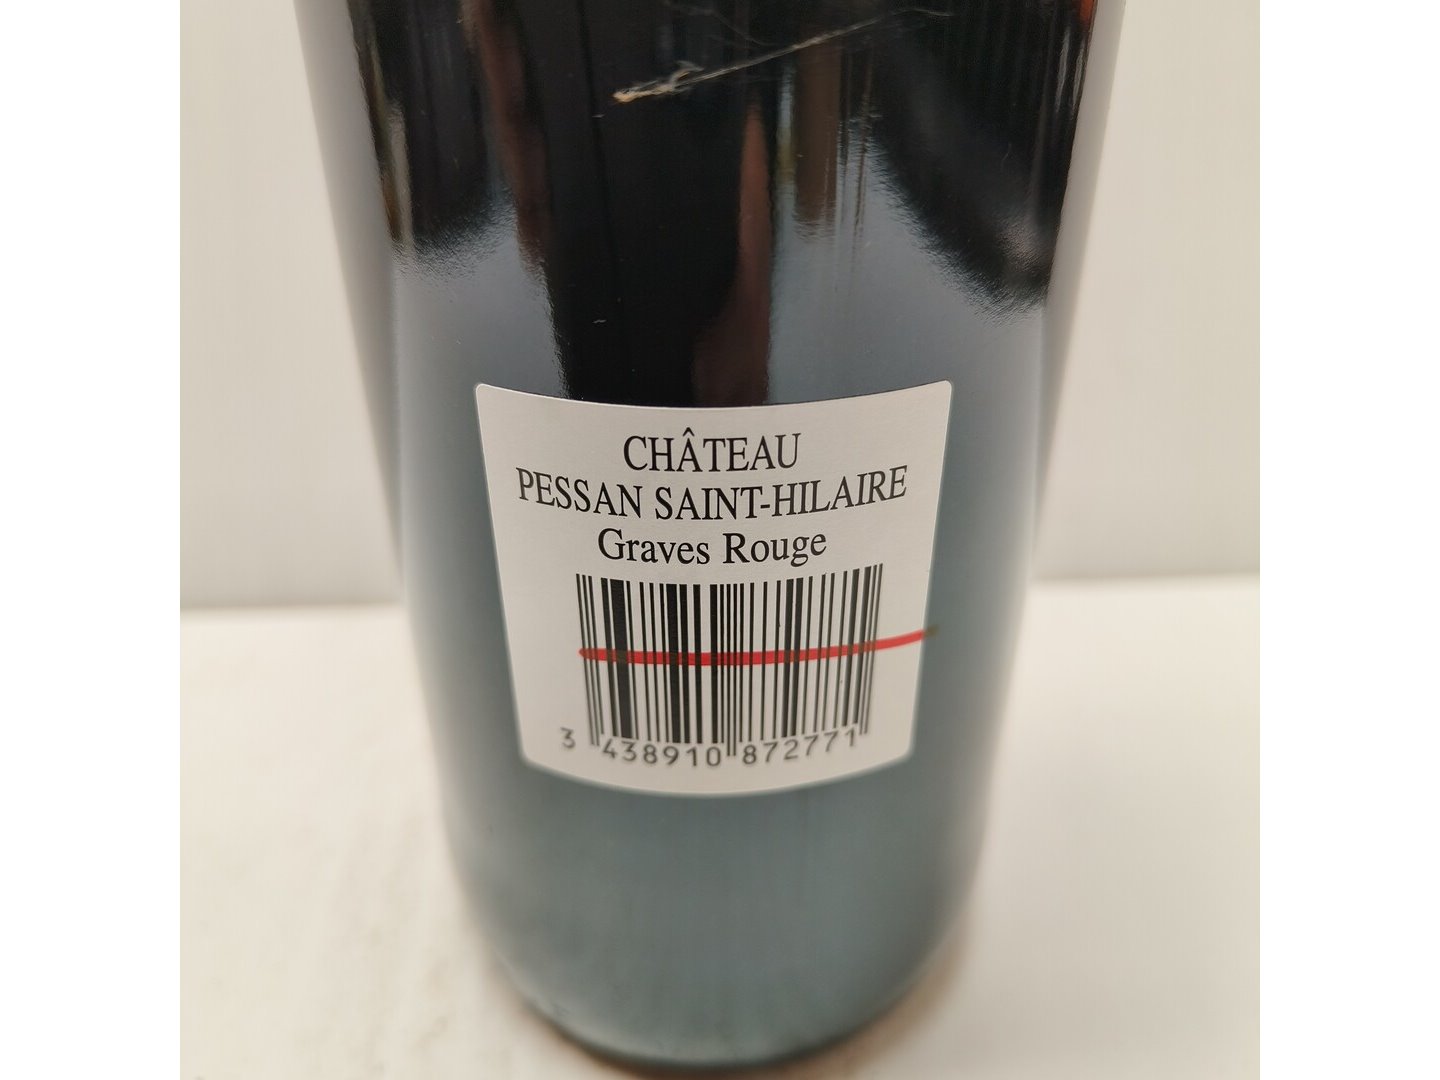 CHÂTEAU
PESSAN SAINT-HILAIRE
Graves Rouge
3 438910 872771